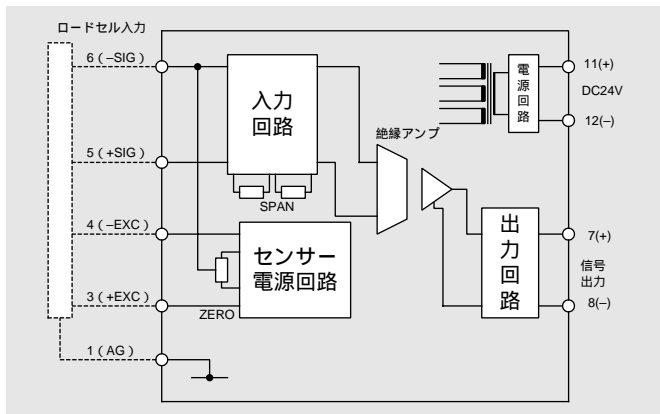 ロードセル入力
6 ( –SIG )
5 ( +SIG )
4 ( –EXC )
3 ( +EXC )
1 ( AG )
入力
回路
SPAN
センサー
電源回路
ZERO
絶縁アンプ
電源回路
11(+)
DC24V
12(–)
出力回路
7(+)
信号
出力
8(–)